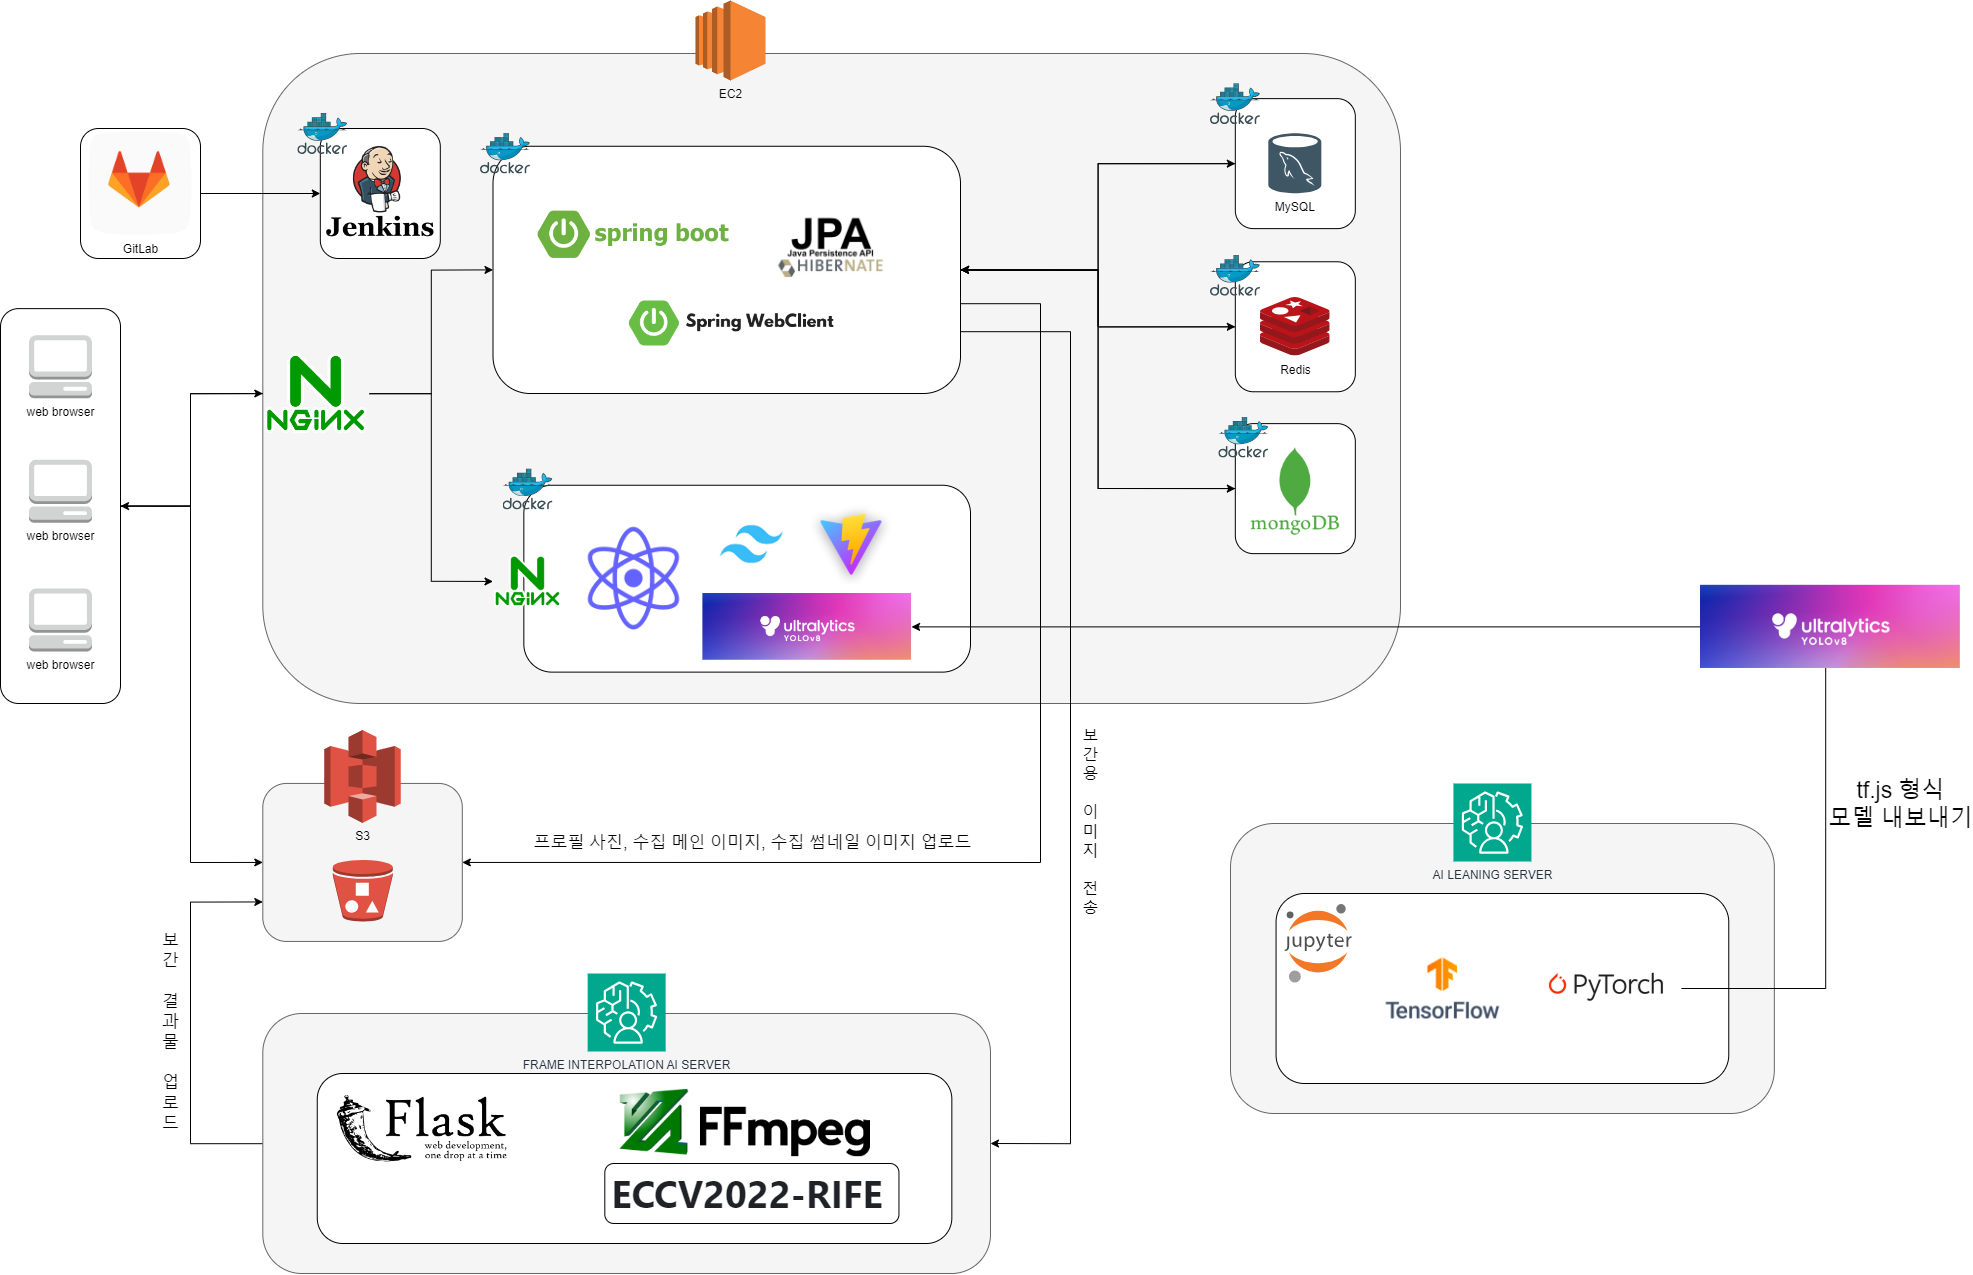 EC2
docker
Jenkins
GitLab
docker
spring boot
JPA
Java Persistence API
HIBERNATE
Spring WebClient
docker
MySQL
docker
Redis
docker
mongoDB
web browser
web browser
web browser
NGINX
docker
NGINX
ultralytics
YOLOv8
ultralytics
YOLOv8
tf.js 형식
모델 내보내기
S3
프로필 사진, 수집 메인 이미지, 수집 썸네일 이미지 업로드
보간용 이미지 전송
보간 결과물 업로드
AI LEANING SERVER
jupyter
TensorFlow
PyTorch
FRAME INTERPOLATION AI SERVER
Flask
web development,
one drop at a time
FFmpeg
ECCV2022-RIFE